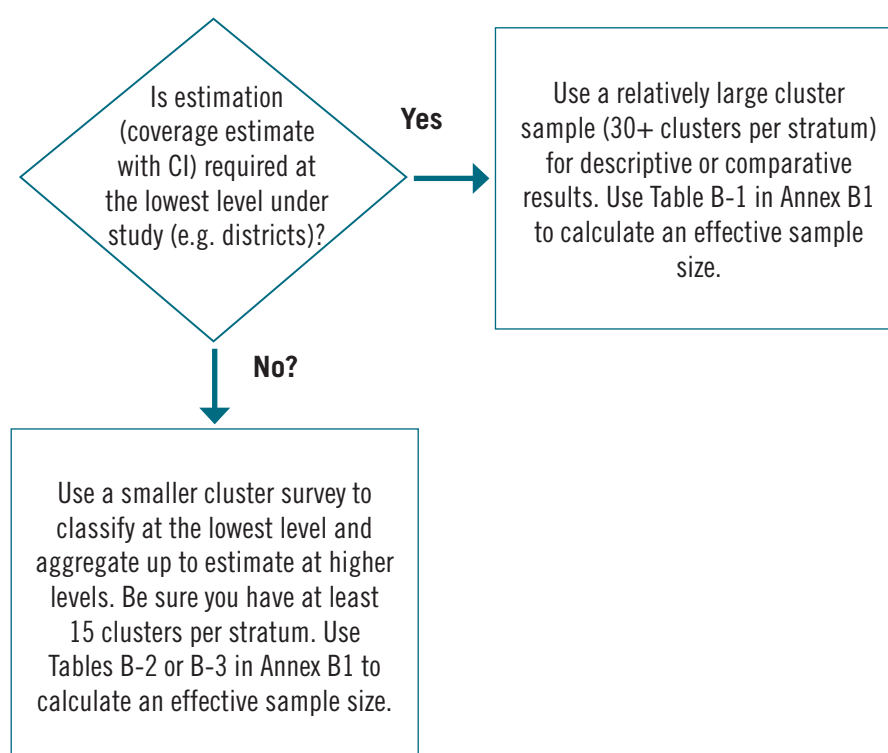 Is estimation
(coverage estimate
with CI) required at
the lowest level under
study (e.g. districts)?
Yes
Use a relatively large cluster
sample (30+ clusters per stratum)
for descriptive or comparative
results. Use Table B-1 in Annex B1
to calculate an effective sample
size.
No?
Use a smaller cluster survey to
classify at the lowest level and
aggregate up to estimate at higher
levels. Be sure you have at least
15 clusters per stratum. Use
Tables B-2 or B-3 in Annex B1 to
calculate an effective sample size.